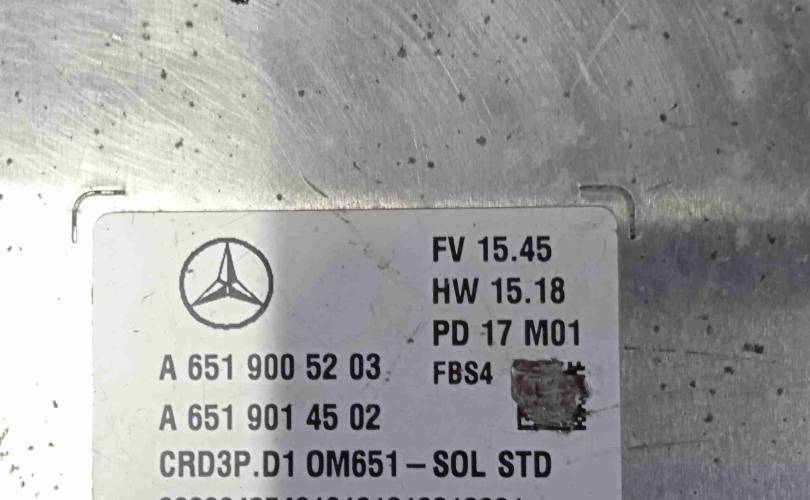 FV 15.45
HW 15.18
PD 17 M01
A 651 900 52 03
FBS4
A 651 901 45 02
CRD3P.D1 OM651-SOL STD